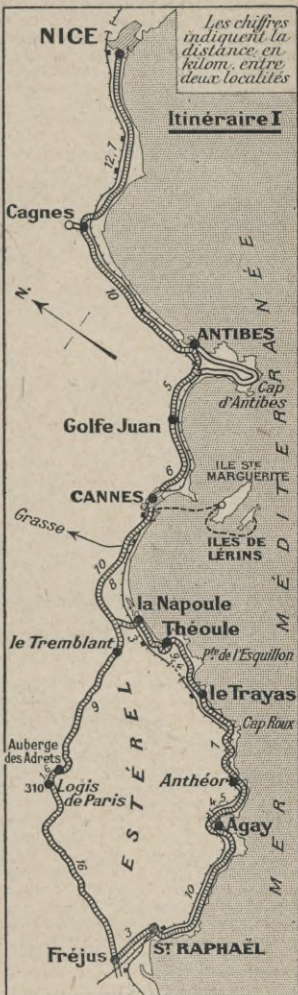 Les chiffres
indiquent la
distance en
kilom. entre
deux localités
NICE
Itinéraire I
12,7
Cagnes
10
N.
ANTIBES
5
Cap
d'Antibes
Golfe Juan
6
ILE STE
MARGUERITE
CANNES
ILES DE
LÉRINS
Grasse
10
8
la Napoule
3
Théoule
Pte de l'Esquillon
le Tremblant
le Trayas
9
Cap Roux
ESTÉREL
7
Auberge
des Adrets
310
Logis
de Paris
Anthéor
Agay
16
10
3
Fréjus
ST RAPHAËL
MER MÉDITERRANÉE